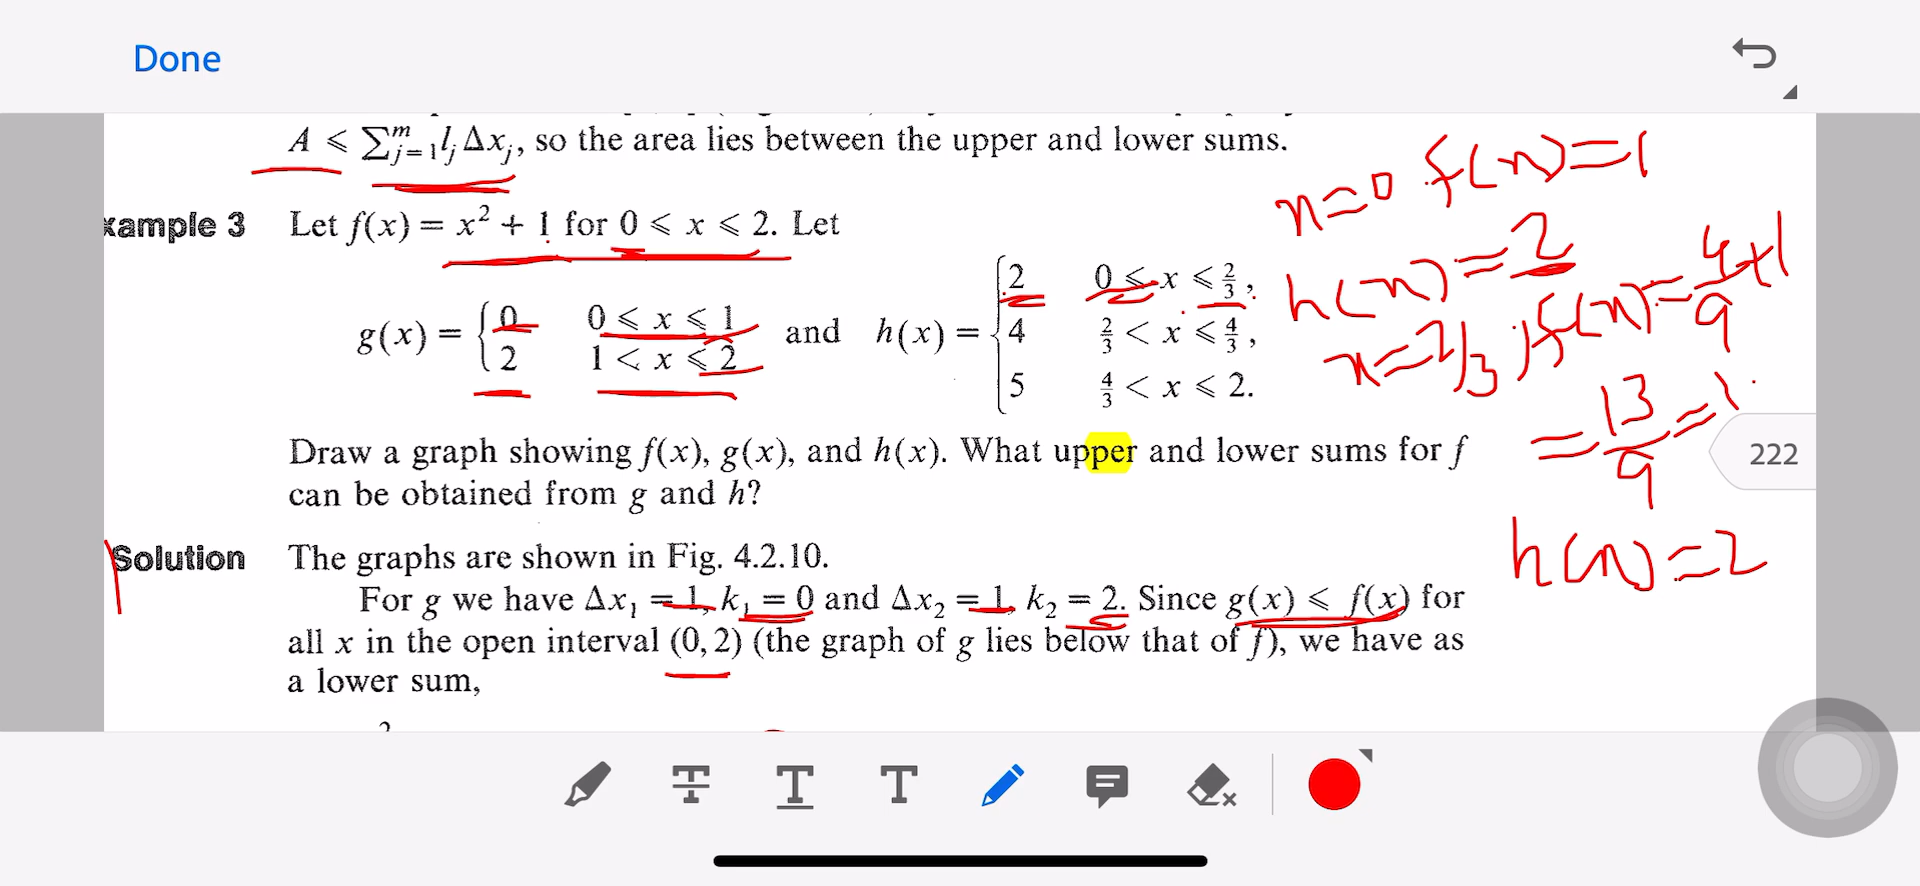 Done
A ⩽ ∑ᵐⱼ₌₁ lⱼ Δxⱼ, so the area lies between the upper and lower sums.
xample 3 Let f(x) = x² + 1 for 0 ⩽ x ⩽ 2. Let
g(x) = { 0 0 ⩽ x ⩽ 1
2 1 < x ⩽ 2
and h(x) = { 2 0 ⩽ x ⩽ 2/3,
4 2/3 < x ⩽ 4/3,
5 4/3 < x ⩽ 2.
Draw a graph showing f(x), g(x), and h(x). What upper and lower sums for f
can be obtained from g and h?
Solution The graphs are shown in Fig. 4.2.10.
For g we have Δx₁ = 1, k₁ = 0 and Δx₂ = 1, k₂ = 2. Since g(x) ⩽ f(x) for
all x in the open interval (0, 2) (the graph of g lies below that of f), we have as
a lower sum,
x=0 f(x)=1
h(x)=2
x=2/3, f(x)=4/9+1
=13/9=1.
h(x)=2
222